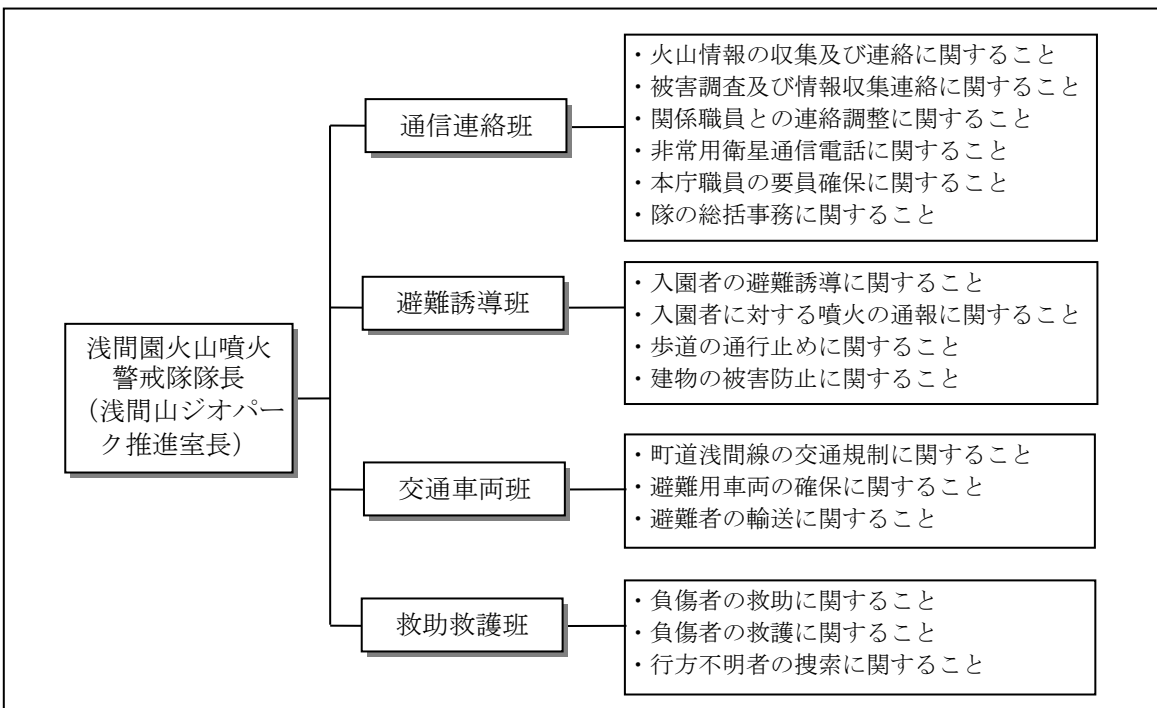 浅間園火山噴火
警戒隊隊長
（浅間山ジオパー
ク推進室長）
通信連絡班
・火山情報の収集及び連絡に関すること
・被害調査及び情報収集連絡に関すること
・関係職員との連絡調整に関すること
・非常用衛星通信電話に関すること
・本庁職員の要員確保に関すること
・隊の総括事務に関すること
避難誘導班
・入園者の避難誘導に関すること
・入園者に対する噴火の通報に関すること
・歩道の通行止めに関すること
・建物の被害防止に関すること
交通車両班
・町道浅間線の交通規制に関すること
・避難用車両の確保に関すること
・避難者の輸送に関すること
救助救護班
・負傷者の救助に関すること
・負傷者の救護に関すること
・行方不明者の捜索に関すること